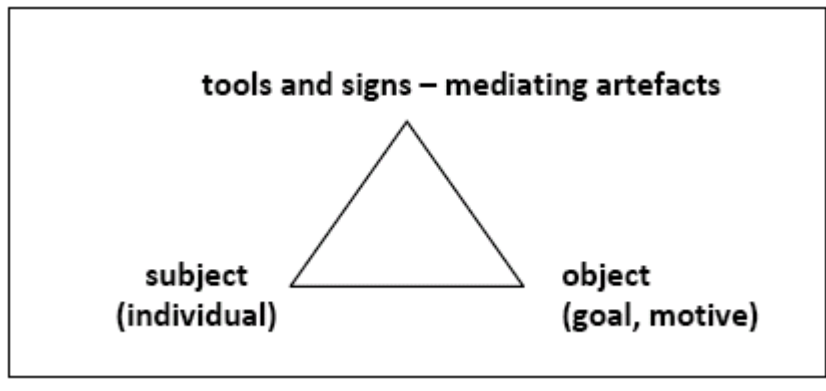 tools and signs – mediating artefacts
subject
(individual)
object
(goal, motive)